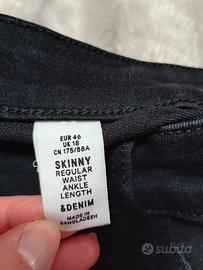 EUR 46
UK 18
CN 175/88A
SKINNY
REGULAR
WAIST
ANKLE
LENGTH
&DENIM
MADE IN
BANGLADESH
subito